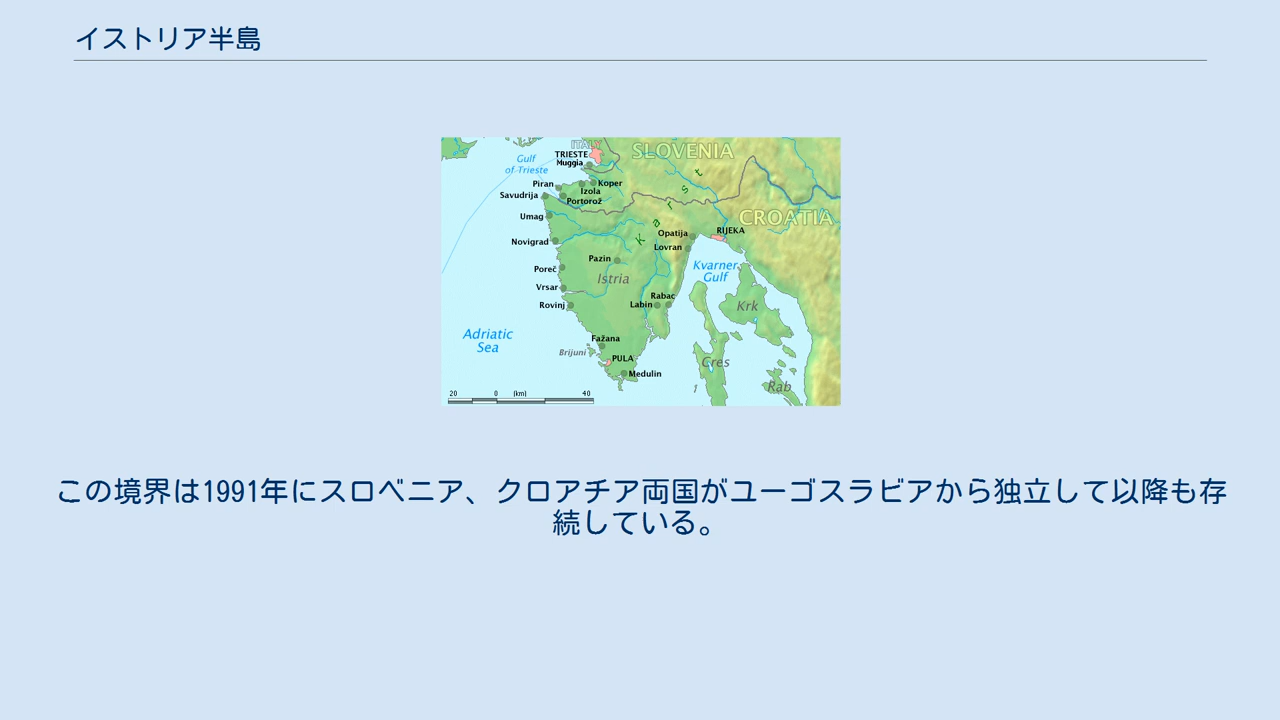 イストリア半島
ITALY
SLOVENIA
TRIESTE
Muggia
Gulf
of Trieste
Piran
Koper
Izola
Savudrija
Portorož
Karst
CROATIA
Umag
Opatija
RIJEKA
Novigrad
Lovran
Pazin
Kvarner
Gulf
Poreč
Istria
Vrsar
Rabac
Rovinj
Labin
Krk
Adriatic
Sea
Fažana
Brijuni
PULA
Cres
Medulin
Rab
20 0 (km) 40
この境界は1991年にスロベニア、クロアチア両国がユーゴスラビアから独立して以降も存
続している。